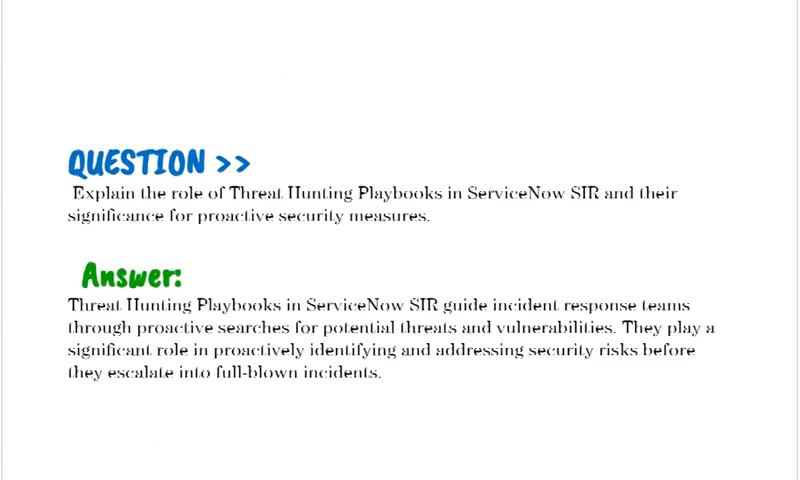 QUESTION >>
Explain the role of Threat Hunting Playbooks in ServiceNow SIR and their
significance for proactive security measures.
Answer:
Threat Hunting Playbooks in ServiceNow SIR guide incident response teams
through proactive searches for potential threats and vulnerabilities. They play a
significant role in proactively identifying and addressing security risks before
they escalate into full-blown incidents.